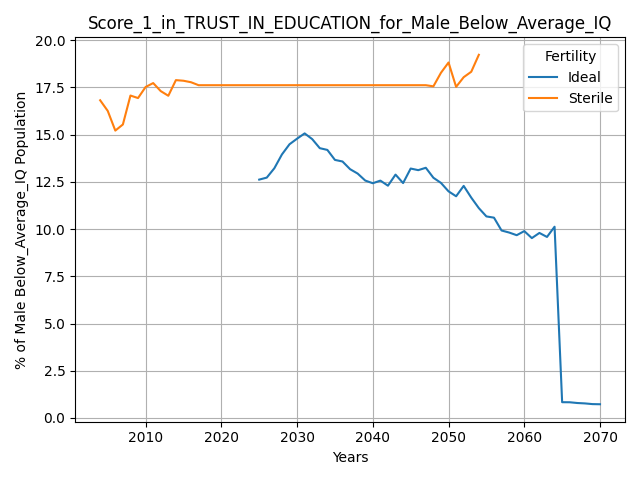 Score_1_in_TRUST_IN_EDUCATION_for_Male_Below_Average_IQ
% of Male Below_Average_IQ Population
20.0
17.5
15.0
12.5
10.0
7.5
5.0
2.5
0.0
Fertility
Ideal
Sterile
2010 2020 2030 2040 2050 2060 2070
Years